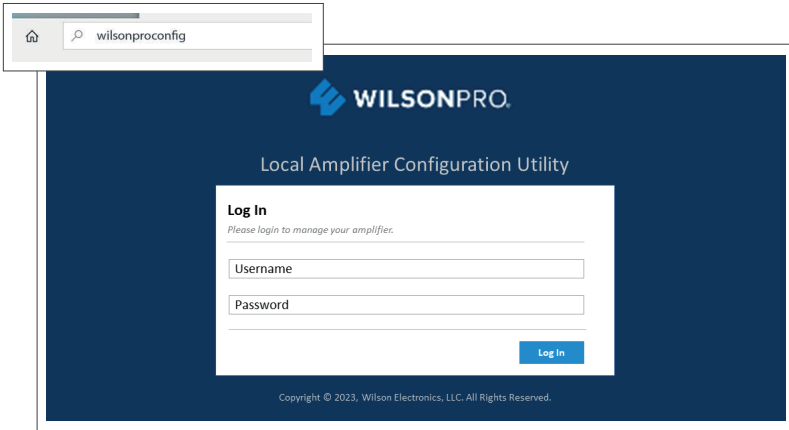 wilsonproconfig
WILSONPRO®
Local Amplifier Configuration Utility
Log In
Please login to manage your amplifier.
Username
Password
Log In
Copyright © 2023, Wilson Electronics, LLC. All Rights Reserved.